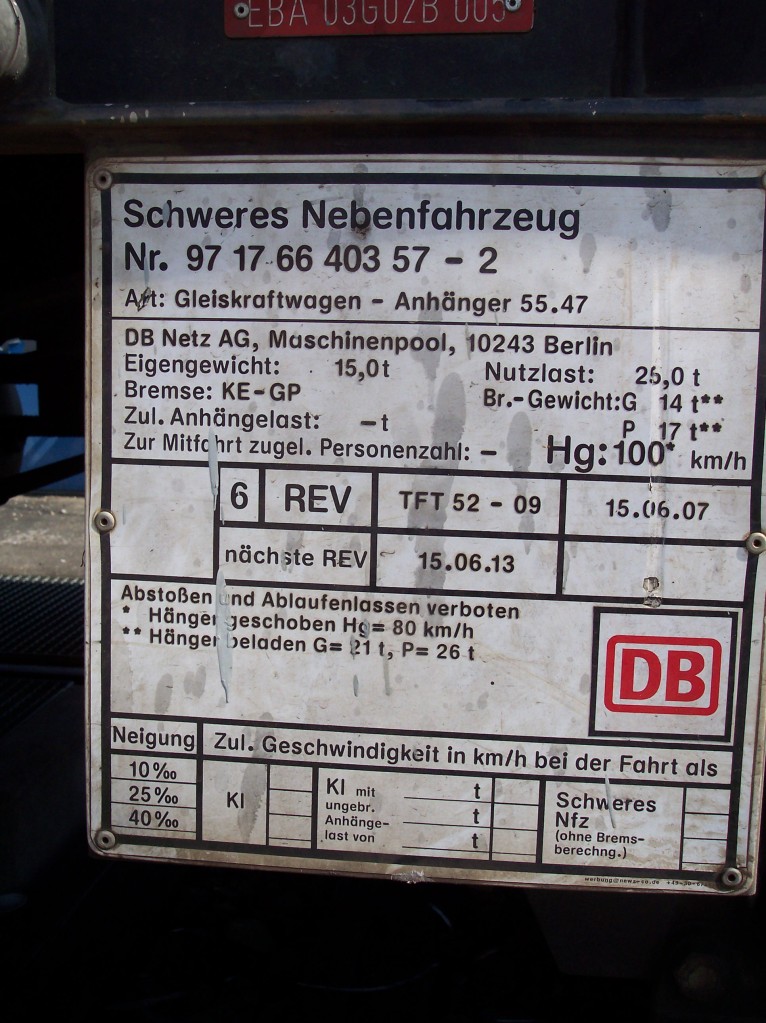 EBA 03G02B 005
Schweres Nebenfahrzeug
Nr. 97 17 66 403 57 - 2
Art: Gleiskraftwagen - Anhänger 55.47
DB Netz AG, Maschinenpool, 10243 Berlin
Eigengewicht: 15,0t Nutzlast: 25,0 t
Bremse: KE-GP Br.-Gewicht:G 14 t**
Zul. Anhängelast: -t P 17 t**
Zur Mitfahrt zugel. Personenzahl: - Hg:100* km/h
6 REV TFT 52 - 09 15.06.07
nächste REV 15.06.13
Abstoßen und Ablaufenlassen verboten
* Hänger geschoben Hg= 80 km/h
** Hänger beladen G= 21 t, P= 26 t
DB
Neigung Zul. Geschwindigkeit in km/h bei der Fahrt als
10‰
25‰
40‰
Kl
Kl mit t
ungebr.
Anhänge- t
last von t
Schweres
Nfz
(ohne Brems-
berechng.)